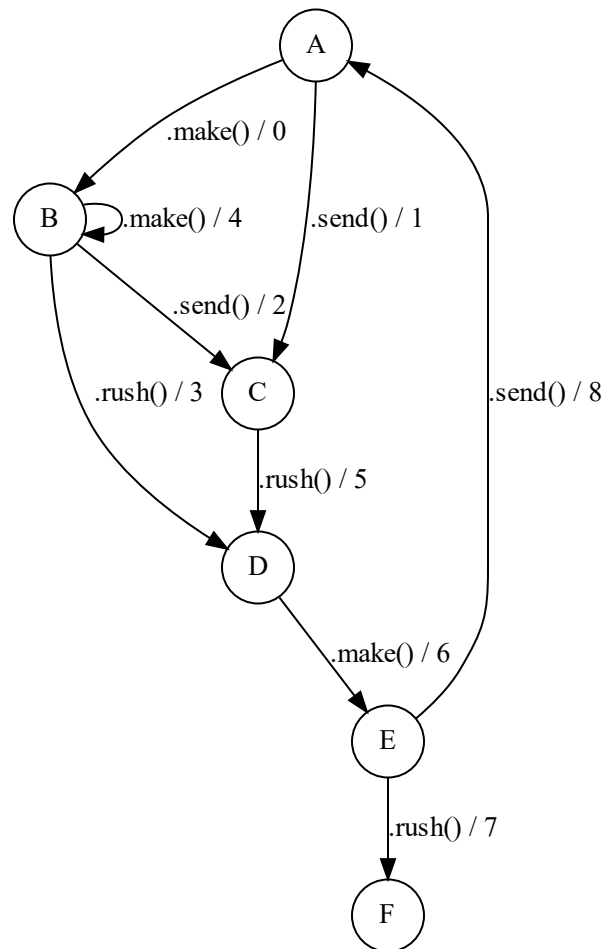 A
.make() / 0
B
.make() / 4
.send() / 1
.send() / 2
.rush() / 3
C
.send() / 8
.rush() / 5
D
.make() / 6
E
.rush() / 7
F